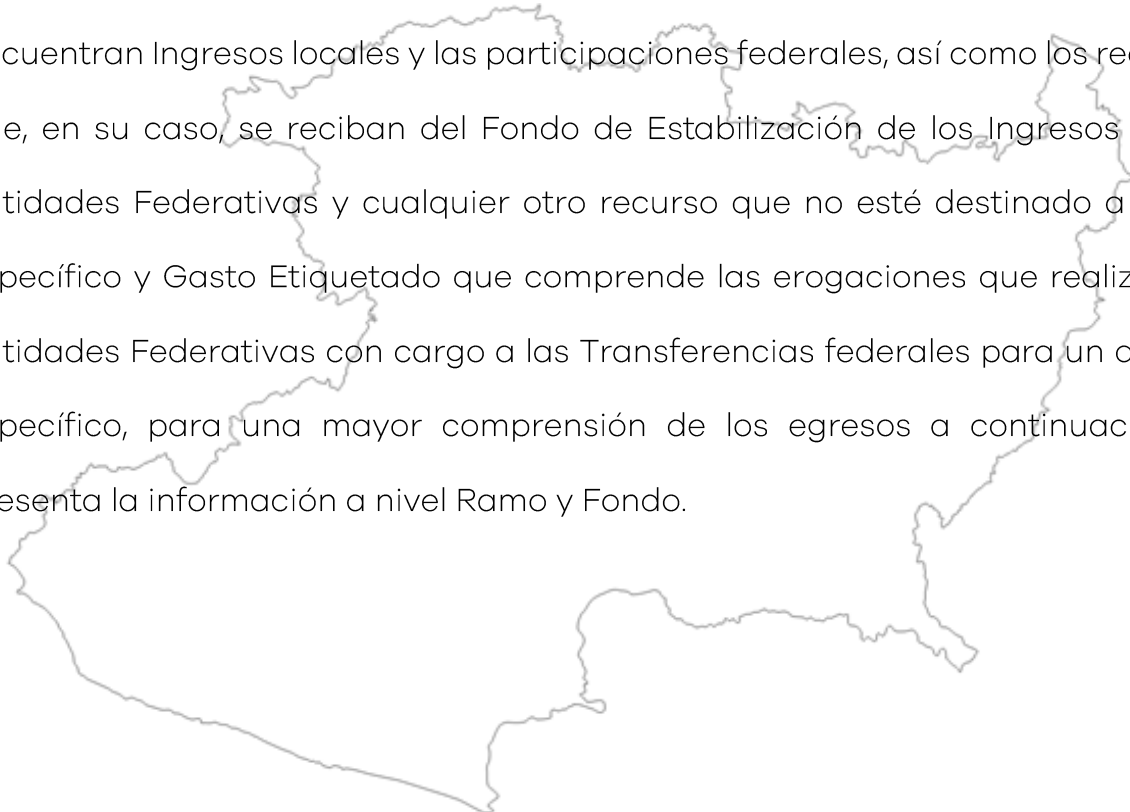 cuentran Ingresos locales y las participaciones federales, así como los rec
e, en su caso, se reciban del Fondo de Estabilización de los Ingresos
tidades Federativas y cualquier otro recurso que no esté destinado a
pecífico y Gasto Etiquetado que comprende las erogaciones que realiz
tidades Federativas con cargo a las Transferencias federales para un
pecífico, para una mayor comprensión de los egresos a continuac
esenta la información a nivel Ramo y Fondo.